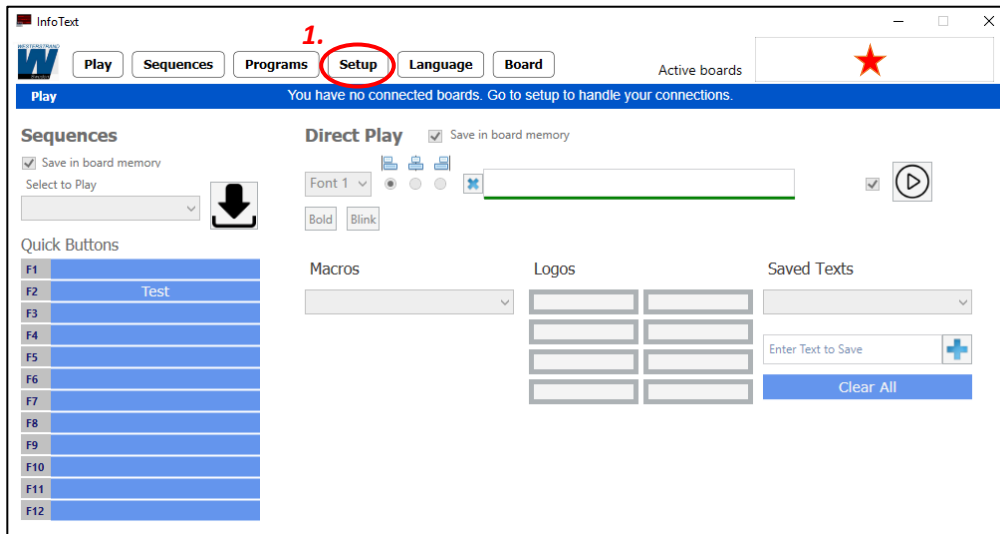 InfoText
1.
WESTERSTRAND
Play Sequences Programs Setup Language Board Active boards
Play You have no connected boards. Go to setup to handle your connections.
Sequences Direct Play Save in board memory
Save in board memory
Select to Play Font 1
Bold Blink
Quick Buttons
Macros Logos Saved Texts
F1
F2 Test
F3
F4
F5 Enter Text to Save
F6
F7 Clear All
F8
F9
F10
F11
F12